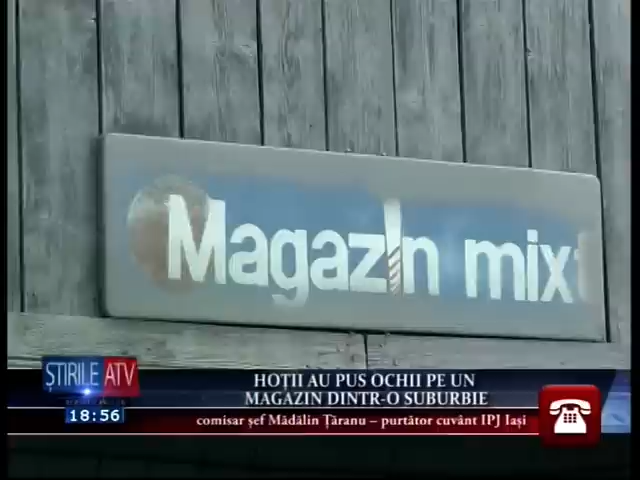 Magazin mixt
ȘTIRILE ATV
18:56
HOȚII AU PUS OCHII PE UN
MAGAZIN DINTR-O SUBURBIE
comisar șef Mădălin Țăranu – purtător cuvânt IPJ Iași